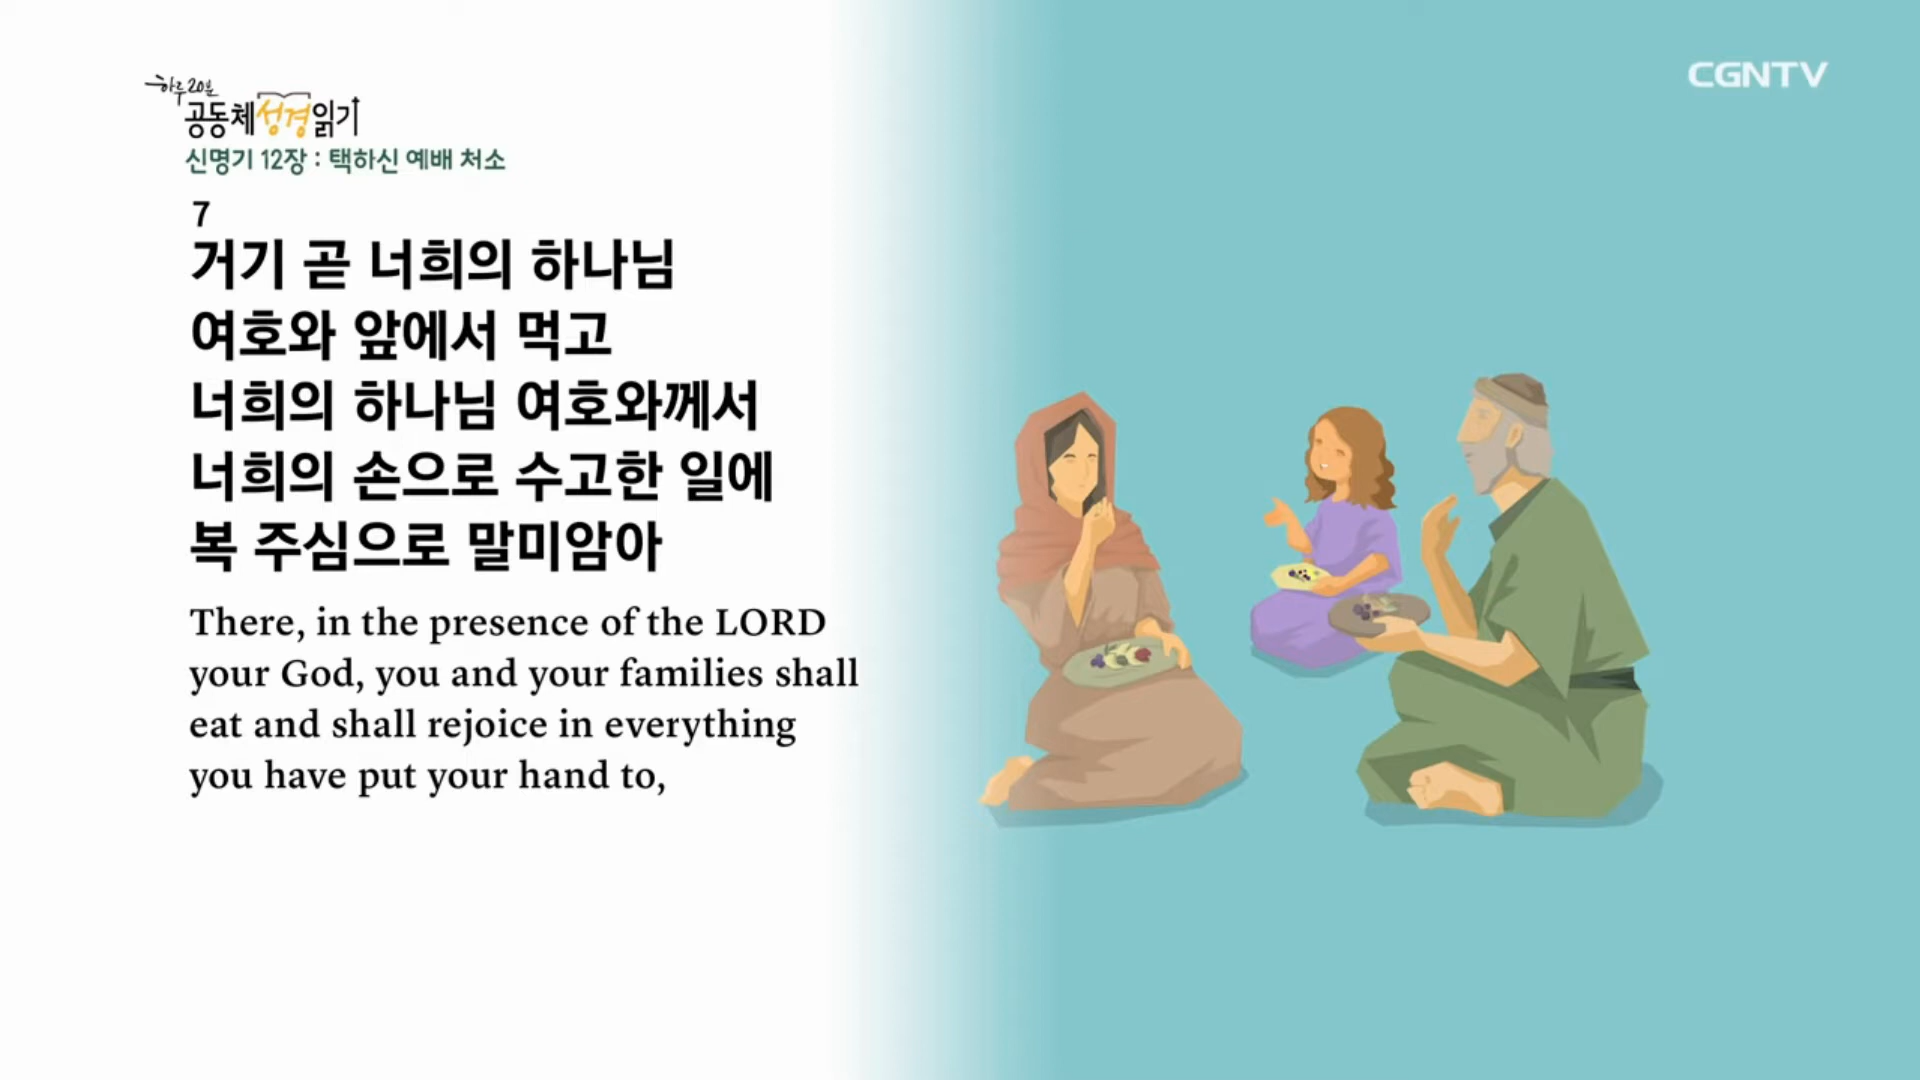 하루 20분
공동체성경읽기
신명기 12장 : 택하신 예배 처소
CGNTV
7
거기 곧 너희의 하나님
여호와 앞에서 먹고
너희의 하나님 여호와께서
너희의 손으로 수고한 일에
복 주심으로 말미암아
There, in the presence of the LORD
your God, you and your families shall
eat and shall rejoice in everything
you have put your hand to,